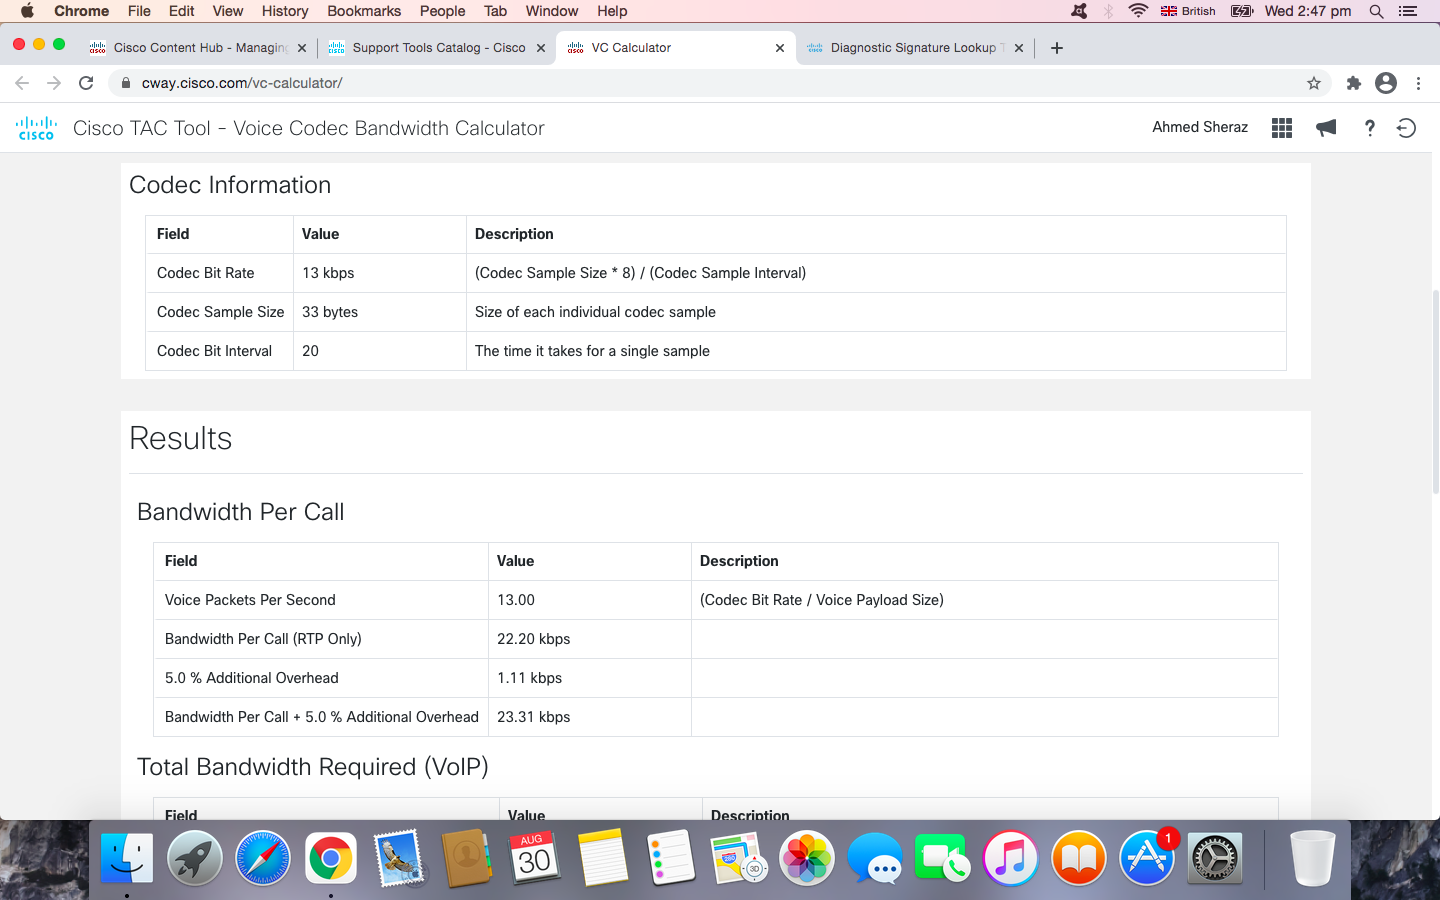 Chrome File Edit View History Bookmarks People Tab Window Help British Wed 2:47 pm
Cisco Content Hub - Managing Support Tools Catalog - Cisco VC Calculator Diagnostic Signature Lookup
cway.cisco.com/vc-calculator/
CISCO Cisco TAC Tool - Voice Codec Bandwidth Calculator Ahmed Sheraz ?
Codec Information
Field Value Description
Codec Bit Rate 13 kbps (Codec Sample Size * 8) / (Codec Sample Interval)
Codec Sample Size 33 bytes Size of each individual codec sample
Codec Bit Interval 20 The time it takes for a single sample
Results
Bandwidth Per Call
Field Value Description
Voice Packets Per Second 13.00 (Codec Bit Rate / Voice Payload Size)
Bandwidth Per Call (RTP Only) 22.20 kbps
5.0 % Additional Overhead 1.11 kbps
Bandwidth Per Call + 5.0 % Additional Overhead 23.31 kbps
Total Bandwidth Required (VoIP)
Field Value Description
AUG
30
280
3D
1